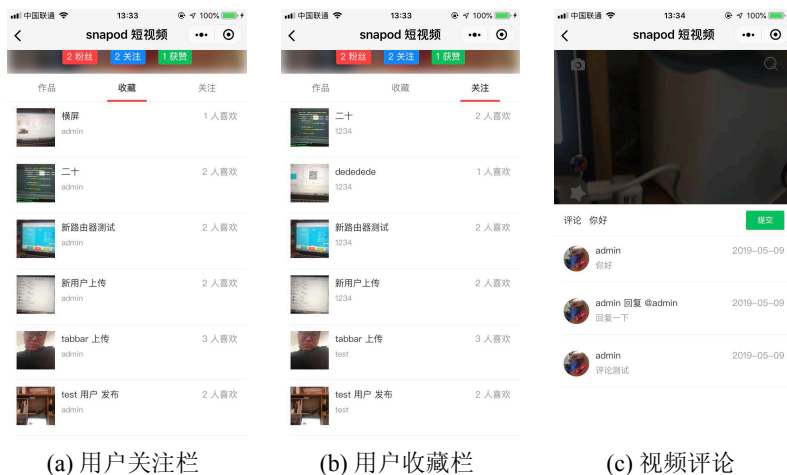 中国联通 13:33 100%
snapod 短视频
2 粉丝 2 关注 1 获赞
作品 收藏 关注
横屏 1 人喜欢
admin
二十 2 人喜欢
admin
新路由器测试 2 人喜欢
admin
新用户上传 2 人喜欢
admin
tabbar 上传 3 人喜欢
admin
test 用户 发布 2 人喜欢
admin
(a) 用户关注栏
中国联通 13:33 100%
snapod 短视频
2 粉丝 2 关注 1 获赞
作品 收藏 关注
二十 2 人喜欢
1234
dededede 1 人喜欢
1234
新路由器测试 2 人喜欢
1234
新用户上传 2 人喜欢
1234
tabbar 上传 3 人喜欢
test
test 用户 发布 2 人喜欢
test
(b) 用户收藏栏
中国联通 13:34 100%
snapod 短视频
评论 你好 提交
admin 2019-05-09
你好
admin 回复 @admin 2019-05-09
回复一下
admin 2019-05-09
评论测试
(c) 视频评论